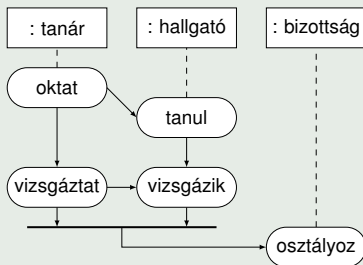 : tanár : hallgató : bizottság
oktat
tanul
vizsgáztat vizsgázik
osztályoz